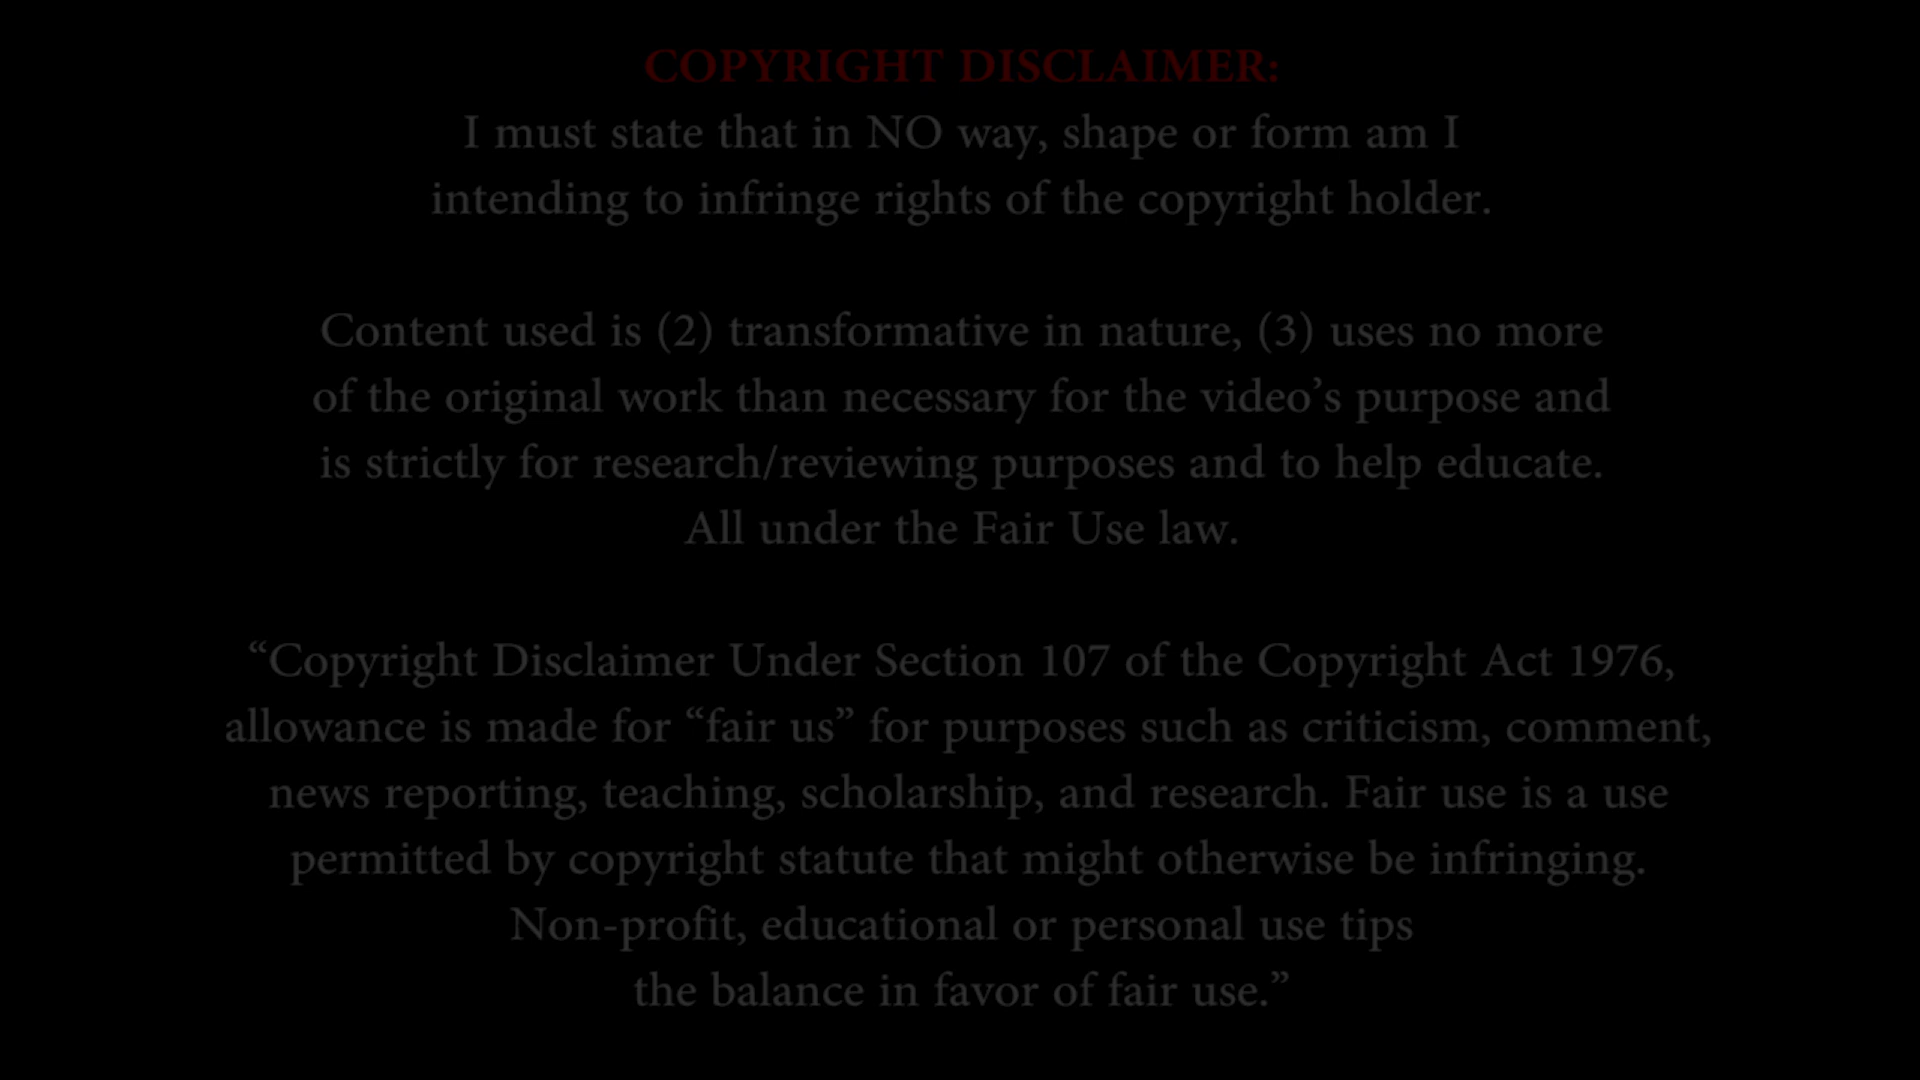 COPYRIGHT DISCLAIMER:
I must state that in NO way, shape or form am I
intending to infringe rights of the copyright holder.
Content used is (2) transformative in nature, (3) uses no more
of the original work than necessary for the video’s purpose and
is strictly for research/reviewing purposes and to help educate.
All under the Fair Use law.
“Copyright Disclaimer Under Section 107 of the Copyright Act 1976,
allowance is made for “fair us” for purposes such as criticism, comment,
news reporting, teaching, scholarship, and research. Fair use is a use
permitted by copyright statute that might otherwise be infringing.
Non-profit, educational or personal use tips
the balance in favor of fair use.”